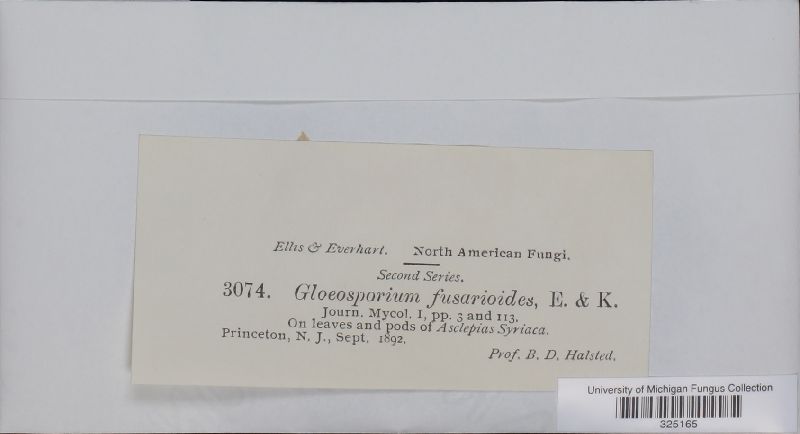 Ellis & Everhart. North American Fungi.
Second Series.
3074. Gloeosporium fusarioides, E. & K.
Journ. Mycol. I, pp. 3 and 113.
On leaves and pods of Asclepias Syriaca.
Princeton, N. J., Sept. 1892.
Prof. B. D. Halsted.
University of Michigan Fungus Collection
325165